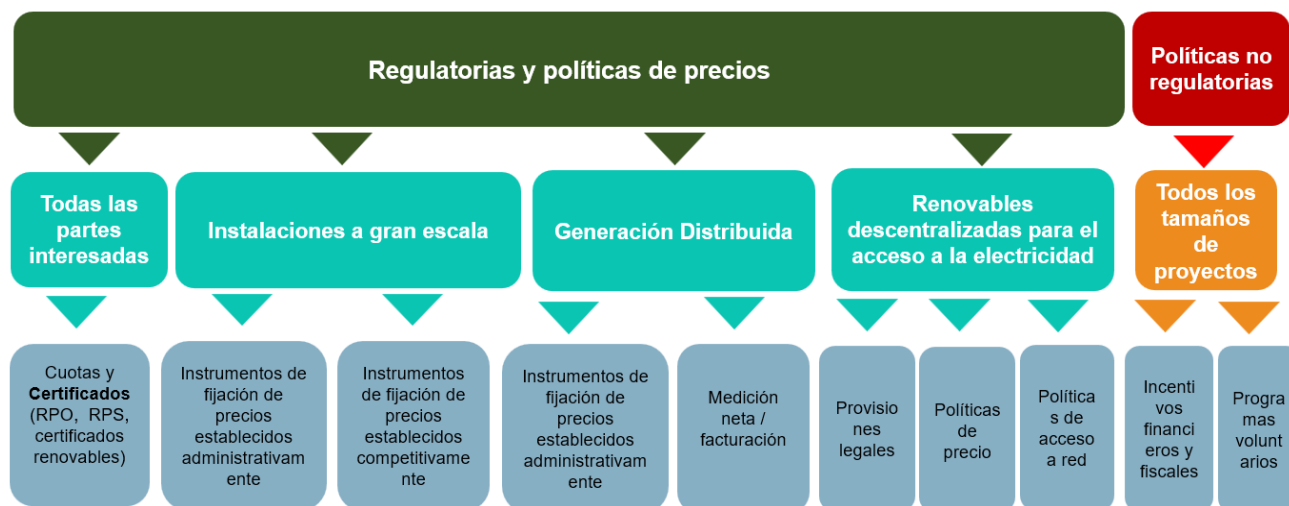 Regulatorias y políticas de precios
Políticas no
regulatorias
Todas las
partes
interesadas
Instalaciones a gran escala
Generación Distribuida
Renovables
descentralizadas para el
acceso a la electricidad
Todos los
tamaños
de
proyectos
Cuotas y
Certificados
(RPO, RPS,
certificados
renovables)
Instrumentos de
fijación de
precios
establecidos
administrativam
ente
Instrumentos
de fijación de
precios
establecidos
competitivame
nte
Instrumentos de
fijación de
precios
establecidos
administrativam
ente
Medición
neta /
facturación
Provisio
nes
legales
Políticas
de
precio
Política
s de
acceso
a red
Incenti
vos
financi
eros y
fiscales
Progra
mas
volunt
arios